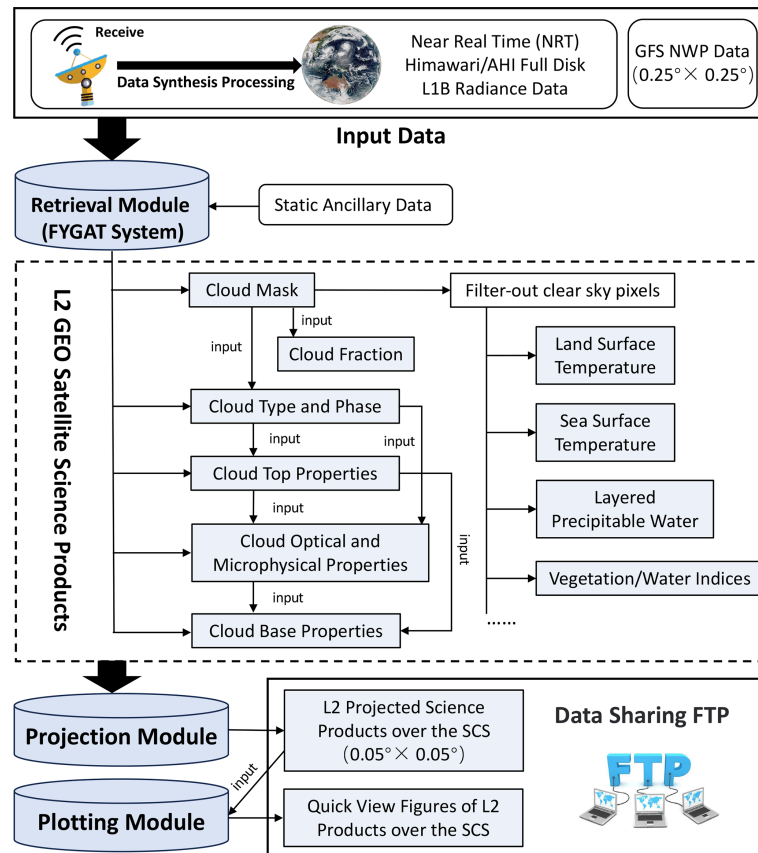 Receive
Data Synthesis Processing
Near Real Time (NRT)
Himawari/AHI Full Disk
L1B Radiance Data
GFS NWP Data
(0.25°× 0.25°)
Input Data
Retrieval Module
(FYGAT System)
Static Ancillary Data
L2 GEO Satellite Science
Products
Cloud Mask
Filter-out clear sky pixels
input
input
Cloud Fraction
Land Surface
Temperature
Cloud Type and Phase
Sea Surface
Temperature
input
input
Cloud Top Properties
Layered
Precipitable Water
input
input
Cloud Optical and
Microphysical Properties
Vegetation/Water Indices
input
......
Cloud Base Properties
Projection Module
L2 Projected Science
Products over the SCS
(0.05°× 0.05°)
Data Sharing FTP
input
FTP
Plotting Module
Quick View Figures of L2
Products over the SCS